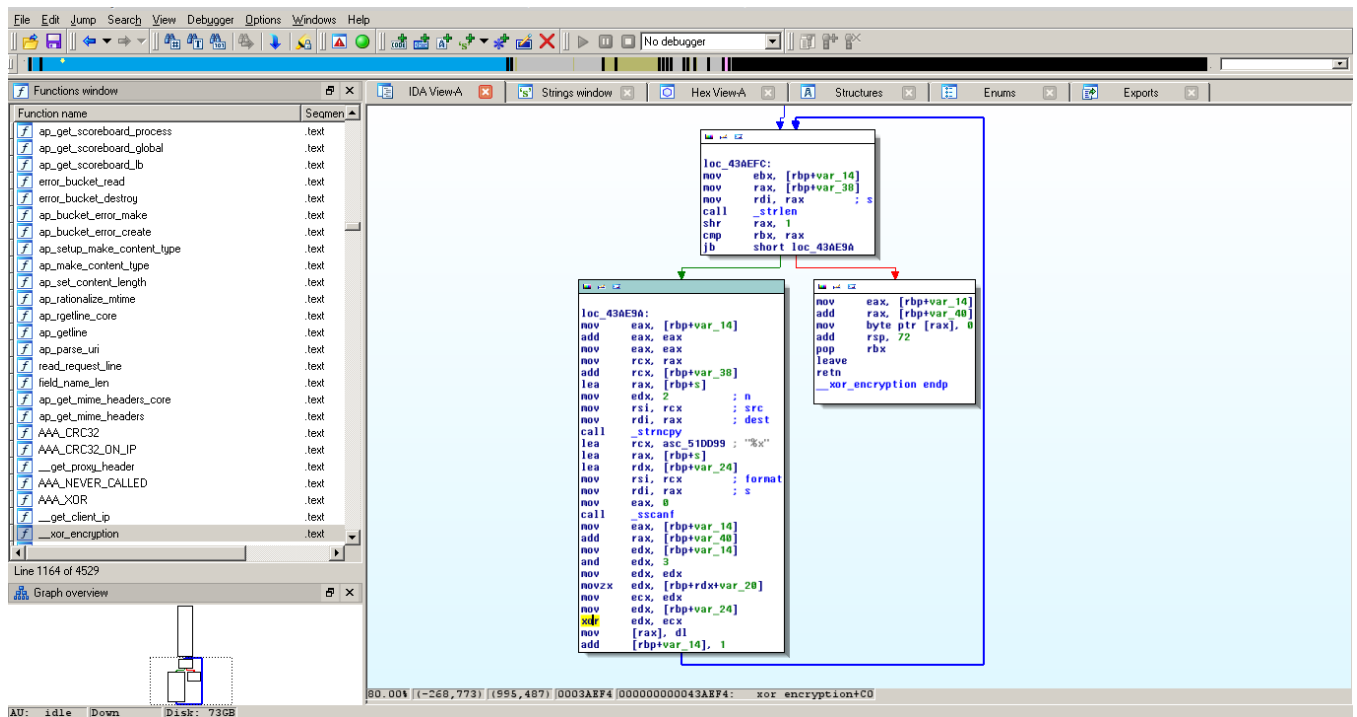 File Edit Jump Search View Debugger Options Windows Help
No debugger
Functions window
IDA View-A Strings window Hex View-A Structures Enums Exports
Function name Segmen
ap_get_scoreboard_process .text
ap_get_scoreboard_global .text
ap_get_scoreboard_lb .text
error_bucket_read .text
error_bucket_destroy .text
ap_bucket_error_make .text
ap_bucket_error_create .text
ap_setup_make_content_type .text
ap_make_content_type .text
ap_set_content_length .text
ap_rationalize_mtime .text
ap_rgetline_core .text
ap_getline .text
ap_parse_uri .text
read_request_line .text
field_name_len .text
ap_get_mime_headers_core .text
ap_get_mime_headers .text
AAA_CRC32 .text
AAA_CRC32_ON_IP .text
__get_proxy_header .text
AAA_NEVER_CALLED .text
AAA_XOR .text
__get_client_ip .text
__xor_encryption .text
Line 1164 of 4529
Graph overview
loc_43AEFC:
mov ebx, [rbp+var_14]
mov rax, [rbp+var_38]
mov rdi, rax ; s
call _strlen
shr rax, 1
cmp rbx, rax
jb short loc_43AE9A
loc_43AE9A:
mov eax, [rbp+var_14]
add eax, eax
mov eax, eax
mov rcx, rax
add rcx, [rbp+var_38]
lea rax, [rbp+s]
mov edx, 2 ; n
mov rsi, rcx ; src
mov rdi, rax ; dest
call _strncpy
lea rcx, asc_51DD99 ; "%x"
lea rax, [rbp+s]
lea rdx, [rbp+var_24]
mov rsi, rcx ; format
mov rdi, rax ; s
mov eax, 0
call _sscanf
mov eax, [rbp+var_14]
add rax, [rbp+var_40]
mov edx, [rbp+var_14]
and edx, 3
mov edx, edx
movzx edx, [rbp+rdx+var_20]
mov ecx, edx
mov edx, [rbp+var_24]
xor edx, ecx
mov [rax], dl
add [rbp+var_14], 1
mov eax, [rbp+var_14]
add rax, [rbp+var_40]
mov byte ptr [rax], 0
add rsp, 72
pop rbx
leave
retn
__xor_encryption endp
80.00% (-268,773) (995,487) 0003AEF4 000000000043AEF4: xor encryption+C0
AU: idle Down Disk: 73GB